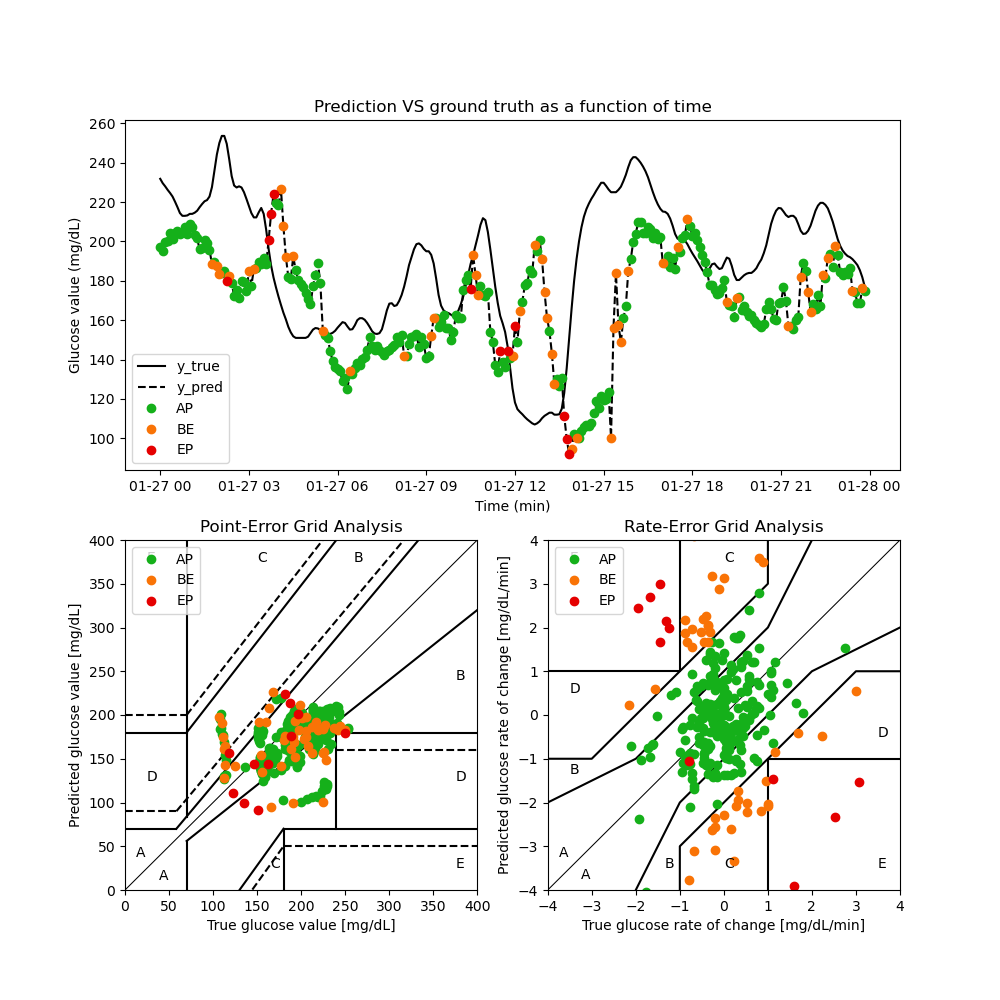 Prediction VS ground truth as a function of time
Glucose value (mg/dL)
260
240
220
200
180
160
140
120
100
y_true
y_pred
AP
BE
EP
01-27 00 01-27 03 01-27 06 01-27 09 01-27 12 01-27 15 01-27 18 01-27 21 01-28 00
Time (min)
Point-Error Grid Analysis
Predicted glucose value [mg/dL]
400
350
300
250
200
150
100
50
0
AP
BE
EP
C
B
B
D
D
A
A
C
E
0 50 100 150 200 250 300 350 400
True glucose value [mg/dL]
Rate-Error Grid Analysis
Predicted glucose rate of change [mg/dL/min]
4
3
2
1
0
−1
−2
−3
−4
AP
BE
EP
C
D
D
B
A
A
B
C
E
−4 −3 −2 −1 0 1 2 3 4
True glucose rate of change [mg/dL/min]